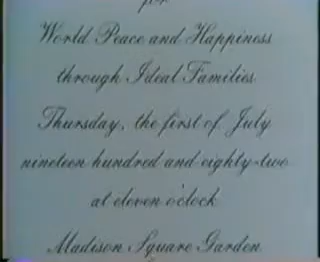 for
World Peace and Happiness
through Ideal Families
Thursday, the first of July
nineteen hundred and eighty-two
at eleven o'clock
Madison Square Garden